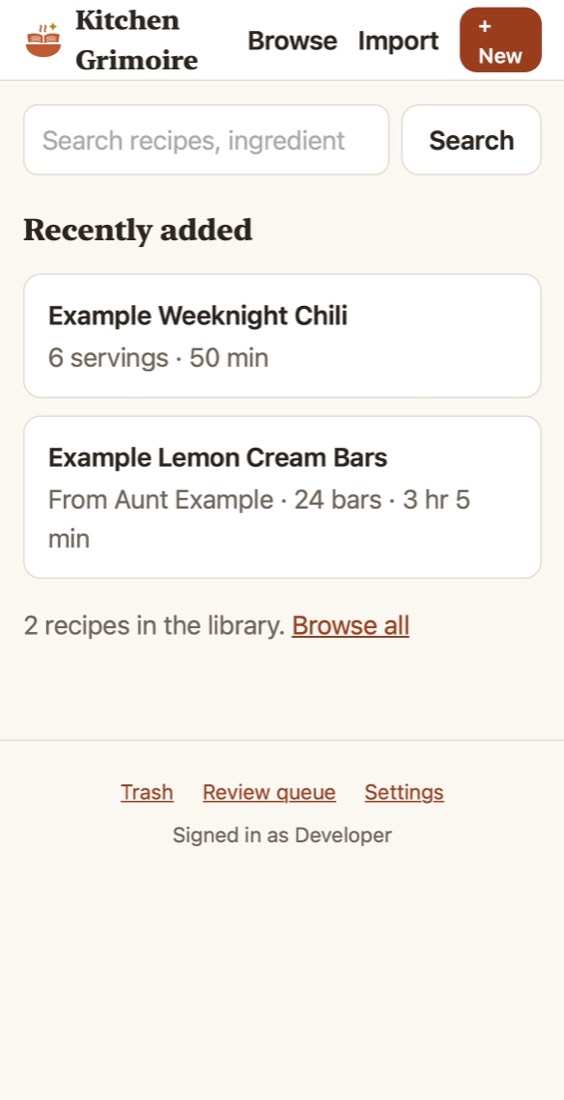 Kitchen
Grimoire
Browse
Import
+
New
Search recipes, ingredient
Search
Recently added
Example Weeknight Chili
6 servings · 50 min
Example Lemon Cream Bars
From Aunt Example · 24 bars · 3 hr 5
min
2 recipes in the library. Browse all
Trash Review queue Settings
Signed in as Developer